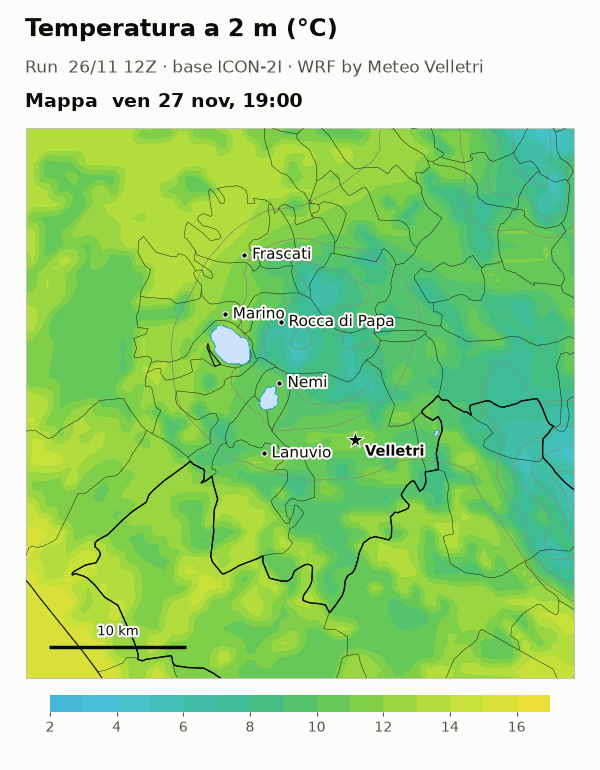 Temperatura a 2 m (°C)
Run  26/11 12Z · base ICON-2I · WRF by Meteo Velletri
Mappa  ven 27 nov, 19:00
Frascati
Marino
Rocca di Papa
Nemi
Velletri
Lanuvio
10 km
2 4 6 8 10 12 14 16